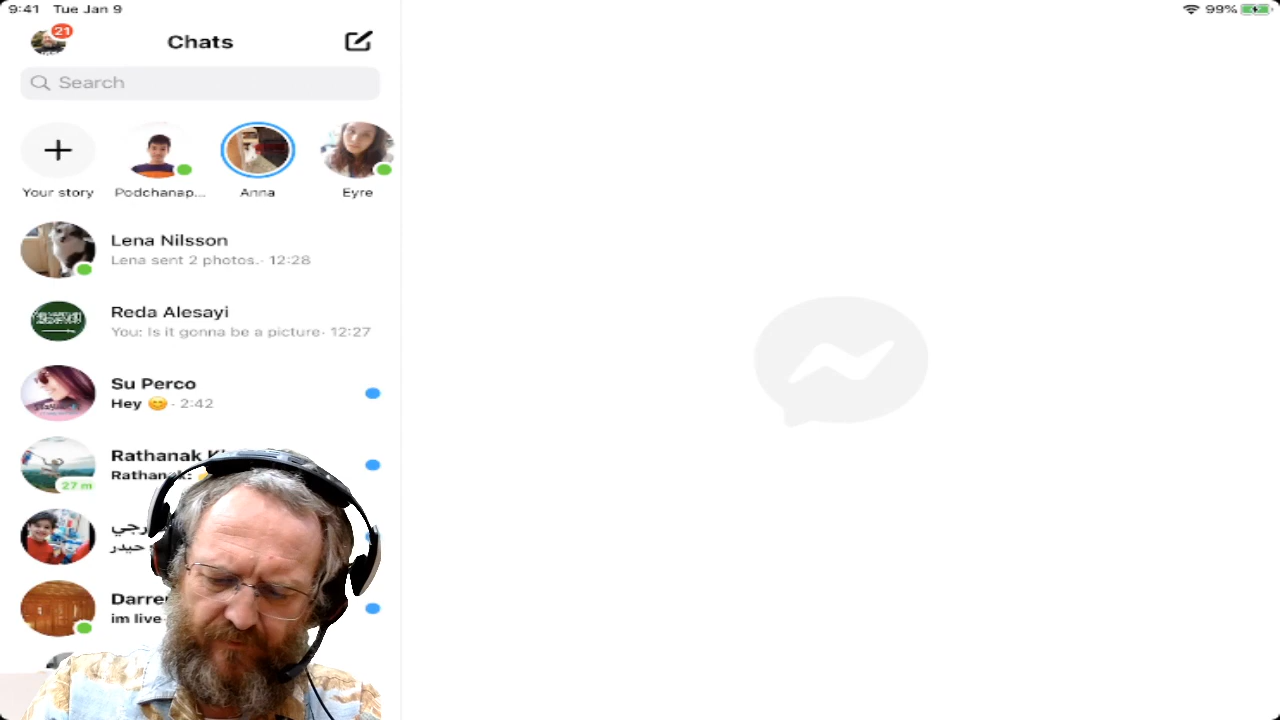 9:41 Tue Jan 9
99%
21
Chats
Search
Your story
Podchanap...
Anna
Eyre
Lena Nilsson
Lena sent 2 photos. · 12:28
Reda Alesayi
You: Is it gonna be a picture · 12:27
Su Perco
Hey 😊 · 2:42
Rathanak
27 m
حيدر
im live